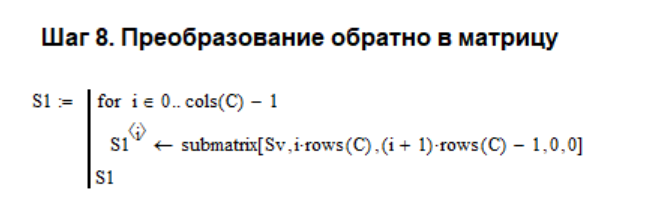 Шаг 8. Преобразование обратно в матрицу
S1 := for i ∈ 0.. cols(C) − 1
S1^⟨i⟩ ← submatrix[Sv,i·rows(C),(i + 1)·rows(C) − 1,0,0]
S1